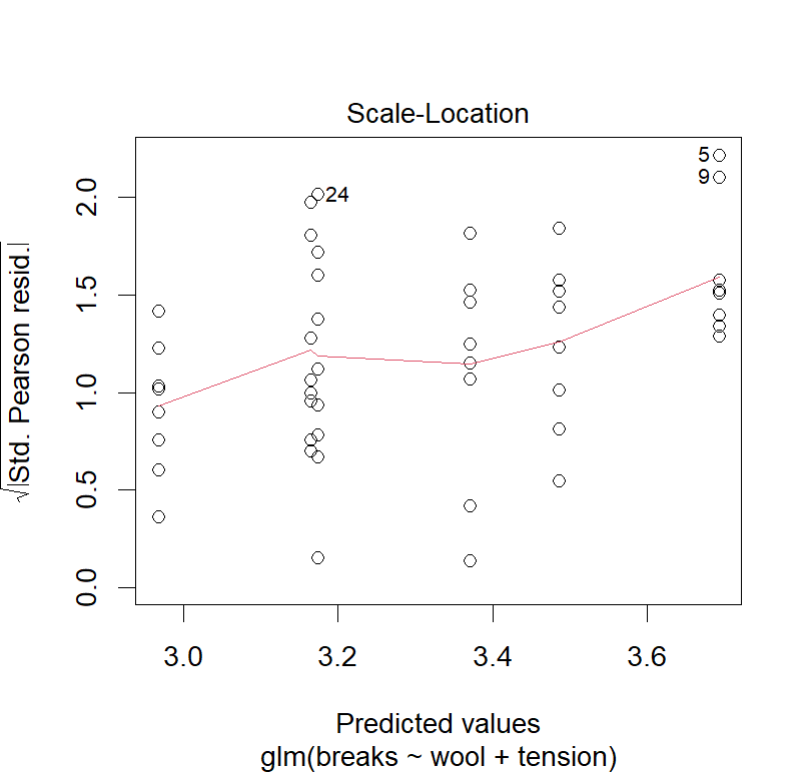 Scale-Location
√|Std. Pearson resid.|
2.0
1.5
1.0
0.5
0.0
5
9
24
3.0 3.2 3.4 3.6
Predicted values
glm(breaks ~ wool + tension)